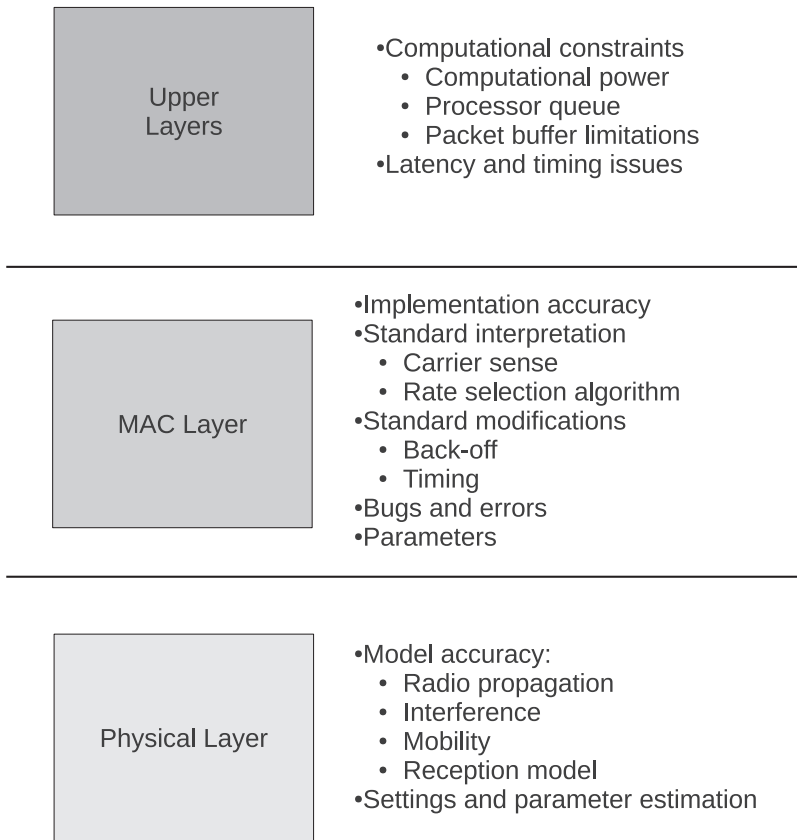 Upper
Layers
•Computational constraints
• Computational power
• Processor queue
• Packet buffer limitations
•Latency and timing issues
MAC Layer
•Implementation accuracy
•Standard interpretation
• Carrier sense
• Rate selection algorithm
•Standard modifications
• Back-off
• Timing
•Bugs and errors
•Parameters
Physical Layer
•Model accuracy:
• Radio propagation
• Interference
• Mobility
• Reception model
•Settings and parameter estimation